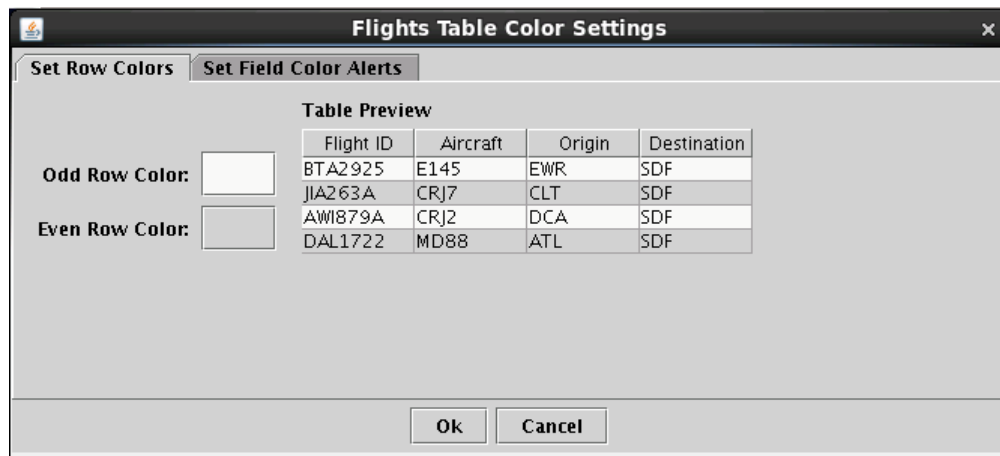 Flights Table Color Settings
Set Row Colors Set Field Color Alerts
Table Preview
Flight ID Aircraft Origin Destination
Odd Row Color: BTA2925 E145 EWR SDF
JIA263A CRJ7 CLT SDF
Even Row Color: AWI879A CRJ2 DCA SDF
DAL1722 MD88 ATL SDF
Ok Cancel